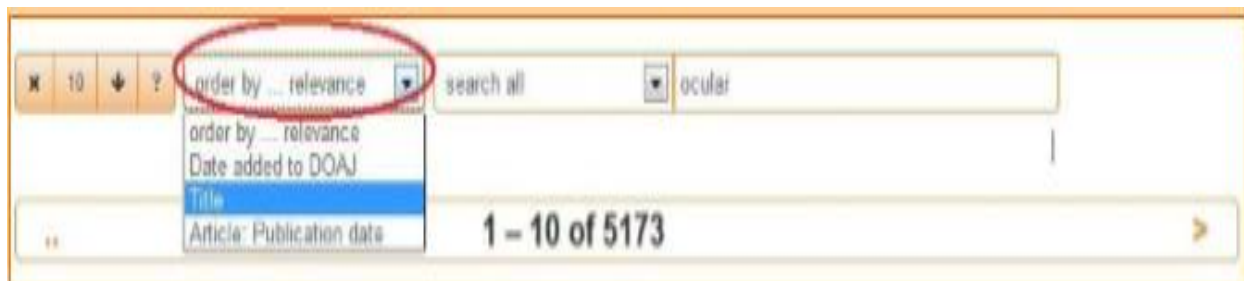 x 10 ↓ ? order by ... relevance search all ocular
order by ... relevance
Date added to DOAJ
Title
Article: Publication date
1 – 10 of 5173 >